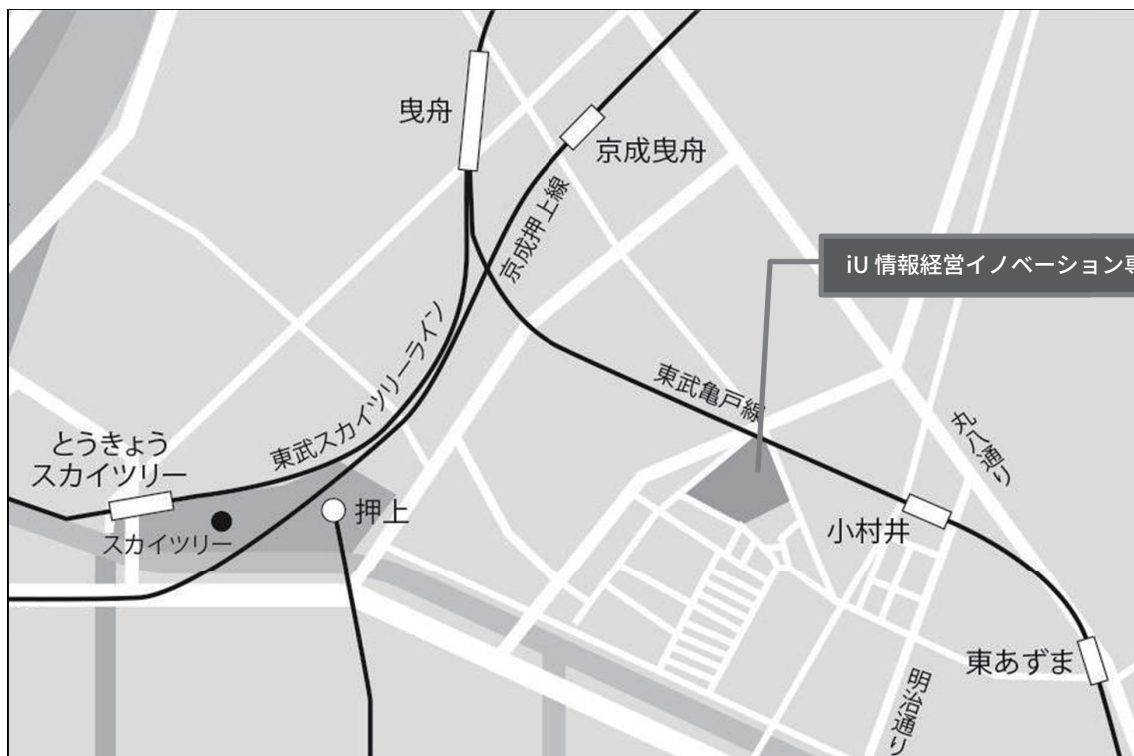 曳舟
京成曳舟
京成押上線
iU 情報経営イノベーション専
東武スカイツリーライン
東武亀戸線
丸八通り
とうきょう
スカイツリー
押上
スカイツリー
小村井
東あずま
明治通り